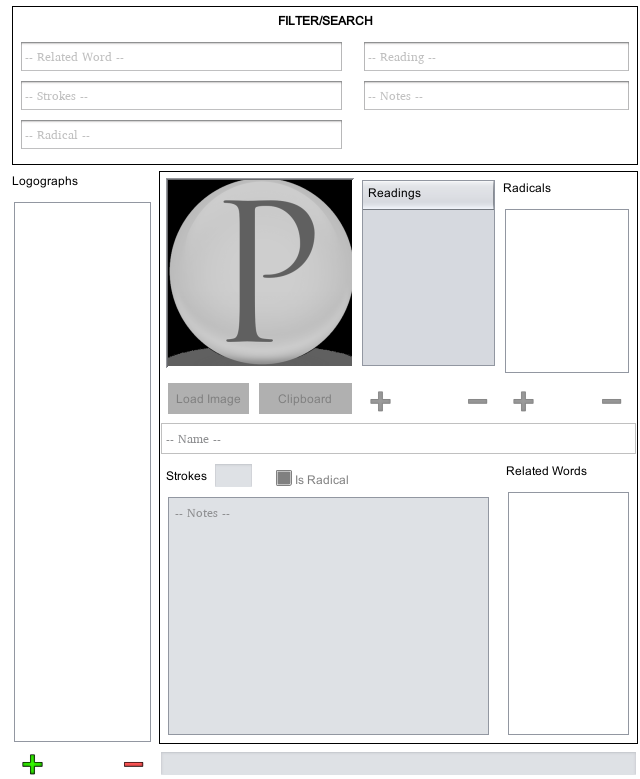 FILTER/SEARCH
-- Related Word --
-- Reading --
-- Strokes --
-- Notes --
-- Radical --
Logographs
P
Readings
Radicals
Load Image
Clipboard
-- Name --
Strokes
Is Radical
Related Words
-- Notes --